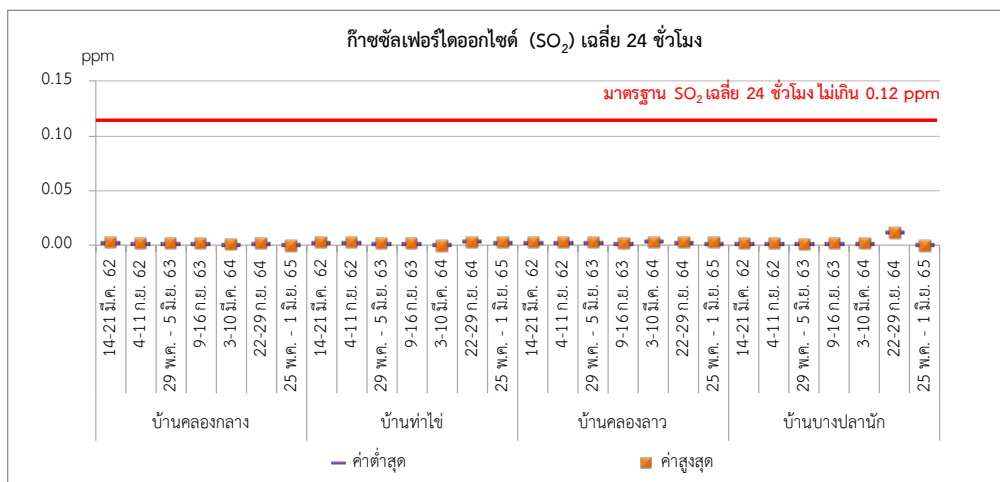 ก๊าซซัลเฟอร์ไดออกไซด์ (SO2) เฉลี่ย 24 ชั่วโมง
ppm
มาตรฐาน SO2 เฉลี่ย 24 ชั่วโมง ไม่เกิน 0.12 ppm
0.15
0.10
0.05
0.00
14-21 มี.ค. 62
4-11 ก.ย. 62
29 พ.ค. - 5 มิ.ย. 63
9-16 ก.ย. 63
3-10 มี.ค. 64
22-29 ก.ย. 64
25 พ.ค. - 1 มิ.ย. 65
14-21 มี.ค. 62
4-11 ก.ย. 62
29 พ.ค. - 5 มิ.ย. 63
9-16 ก.ย. 63
3-10 มี.ค. 64
22-29 ก.ย. 64
25 พ.ค. - 1 มิ.ย. 65
14-21 มี.ค. 62
4-11 ก.ย. 62
29 พ.ค. - 5 มิ.ย. 63
9-16 ก.ย. 63
3-10 มี.ค. 64
22-29 ก.ย. 64
25 พ.ค. - 1 มิ.ย. 65
14-21 มี.ค. 62
4-11 ก.ย. 62
29 พ.ค. - 5 มิ.ย. 63
9-16 ก.ย. 63
3-10 มี.ค. 64
22-29 ก.ย. 64
25 พ.ค. - 1 มิ.ย. 65
บ้านคลองกลาง
บ้านท่าไข่
บ้านคลองลาว
บ้านบางปลานัก
ค่าต่ำสุด
ค่าสูงสุด